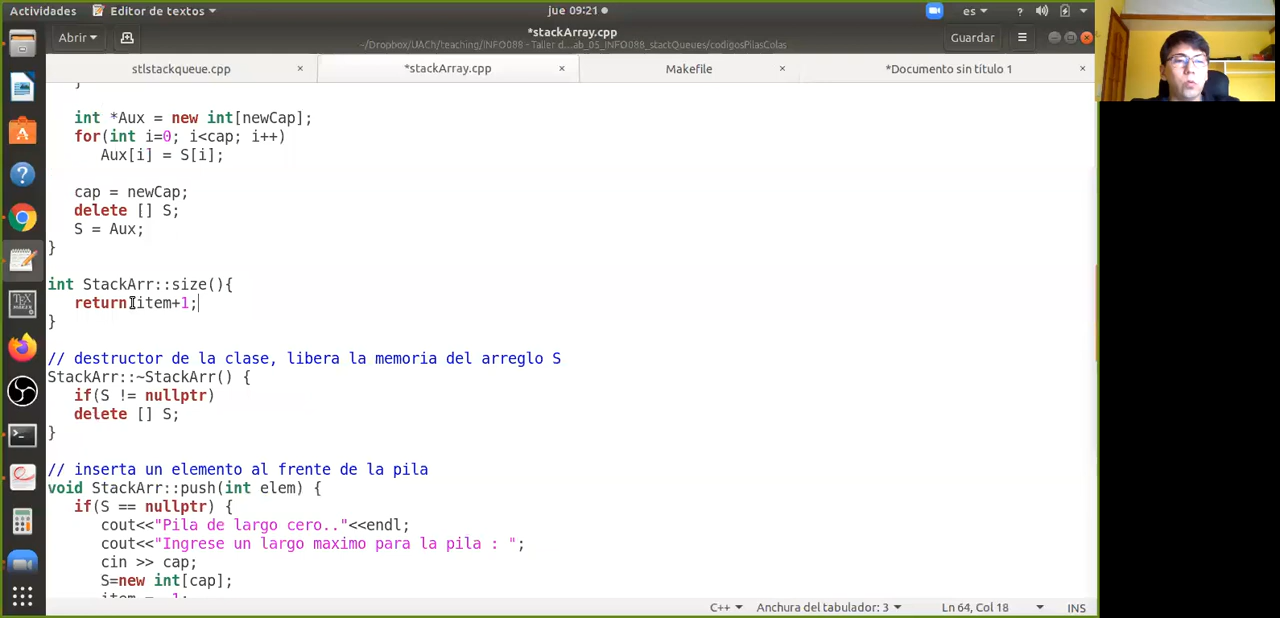 Actividades
Editor de textos
jue 09:21
es
Abrir
*stackArray.cpp
~/Dropbox/UACh/teaching/INFO088 - Taller d...ab_05_INFO088_stactQueues/codigosPilasColas
Guardar
stlstackqueue.cpp
*stackArray.cpp
Makefile
*Documento sin título 1
}
int *Aux = new int[newCap];
for(int i=0; i<cap; i++)
Aux[i] = S[i];
cap = newCap;
delete [] S;
S = Aux;
}
int StackArr::size(){
return item+1;
}
// destructor de la clase, libera la memoria del arreglo S
StackArr::~StackArr() {
if(S != nullptr)
delete [] S;
}
// inserta un elemento al frente de la pila
void StackArr::push(int elem) {
if(S == nullptr) {
cout<<"Pila de largo cero.."<<endl;
cout<<"Ingrese un largo maximo para la pila : ";
cin >> cap;
S=new int[cap];
item = -1;
C++
Anchura del tabulador: 3
Ln 64, Col 18
INS